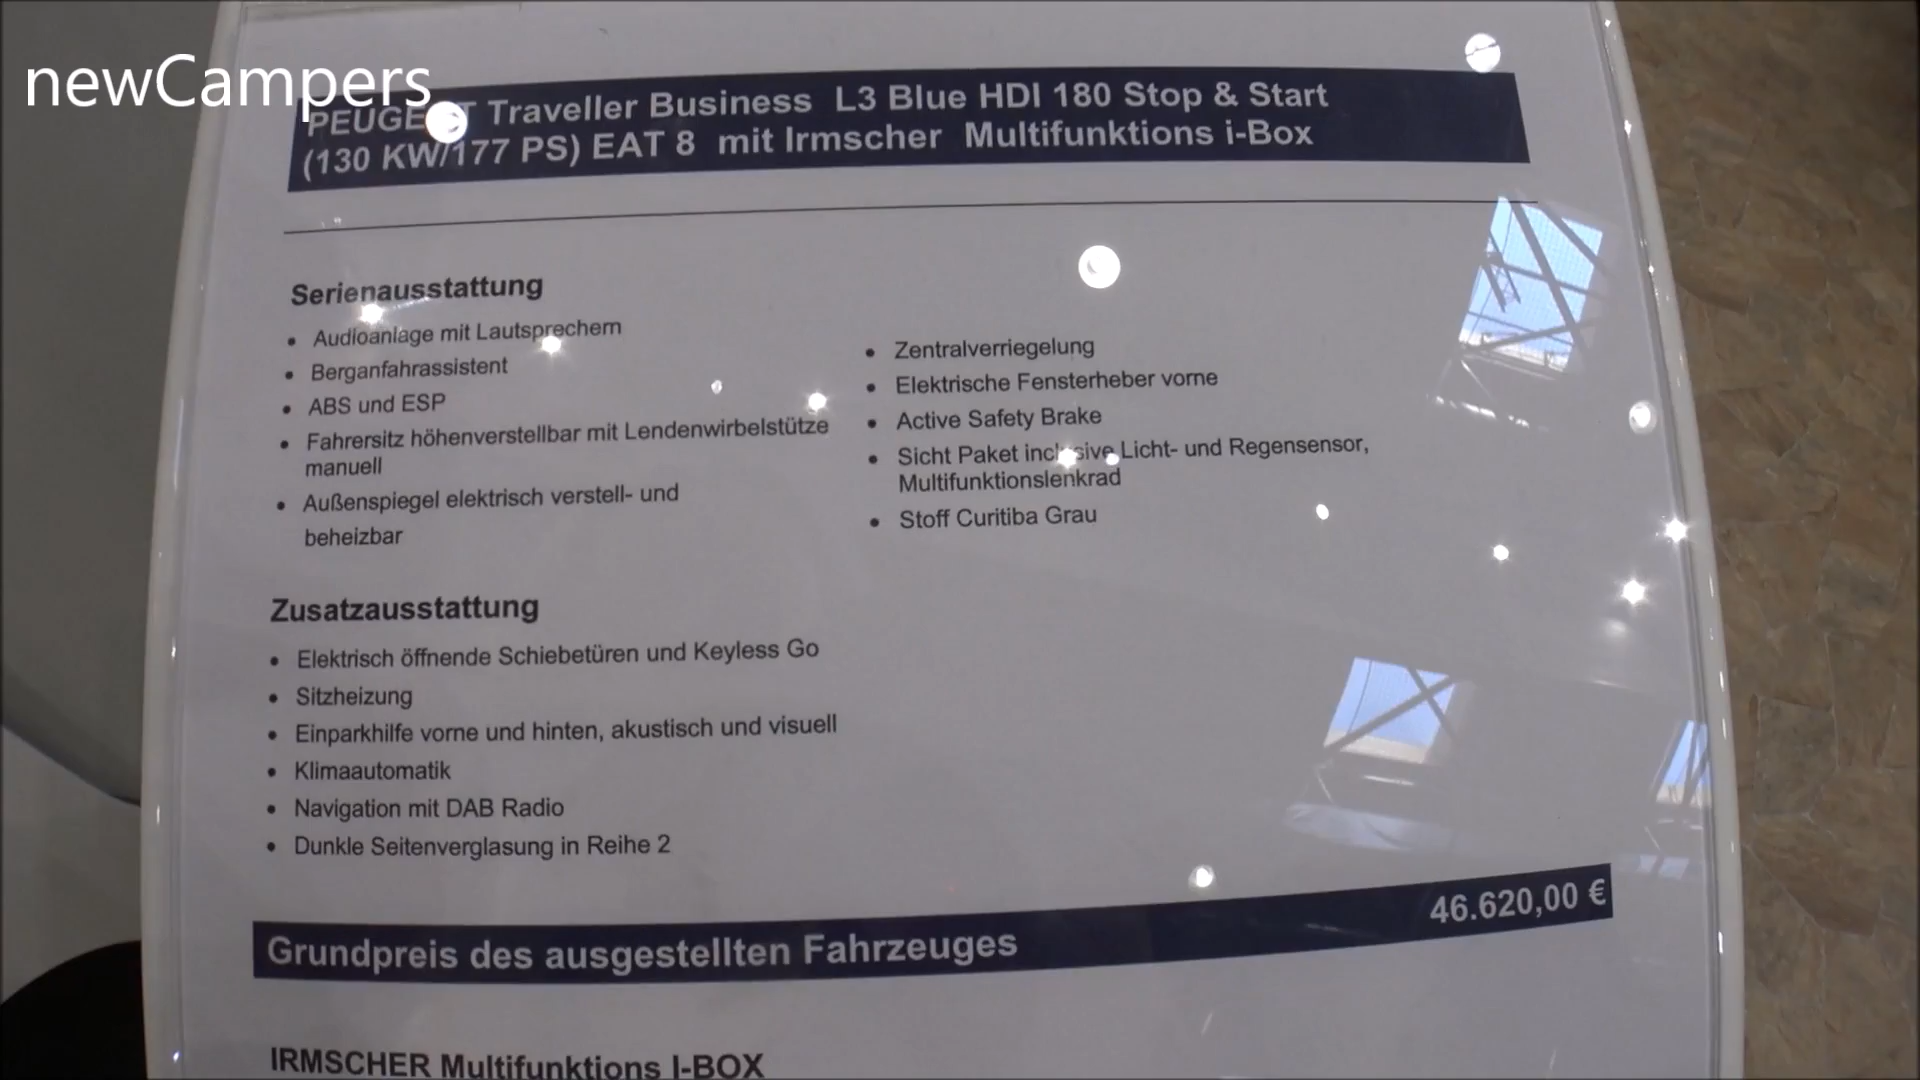 newCampers
PEUGEOT Traveller Business L3 Blue HDI 180 Stop & Start
(130 KW/177 PS) EAT 8 mit Irmscher Multifunktions i-Box
Serienausstattung
• Audioanlage mit Lautsprechern
• Berganfahrassistent
• ABS und ESP
• Fahrersitz höhenverstellbar mit Lendenwirbelstütze
manuell
• Außenspiegel elektrisch verstell- und
beheizbar
• Zentralverriegelung
• Elektrische Fensterheber vorne
• Active Safety Brake
• Sicht Paket inclusive Licht- und Regensensor,
Multifunktionslenkrad
• Stoff Curitiba Grau
Zusatzausstattung
• Elektrisch öffnende Schiebetüren und Keyless Go
• Sitzheizung
• Einparkhilfe vorne und hinten, akustisch und visuell
• Klimaautomatik
• Navigation mit DAB Radio
• Dunkle Seitenverglasung in Reihe 2
Grundpreis des ausgestellten Fahrzeuges 46.620,00 €
IRMSCHER Multifunktions I-BOX